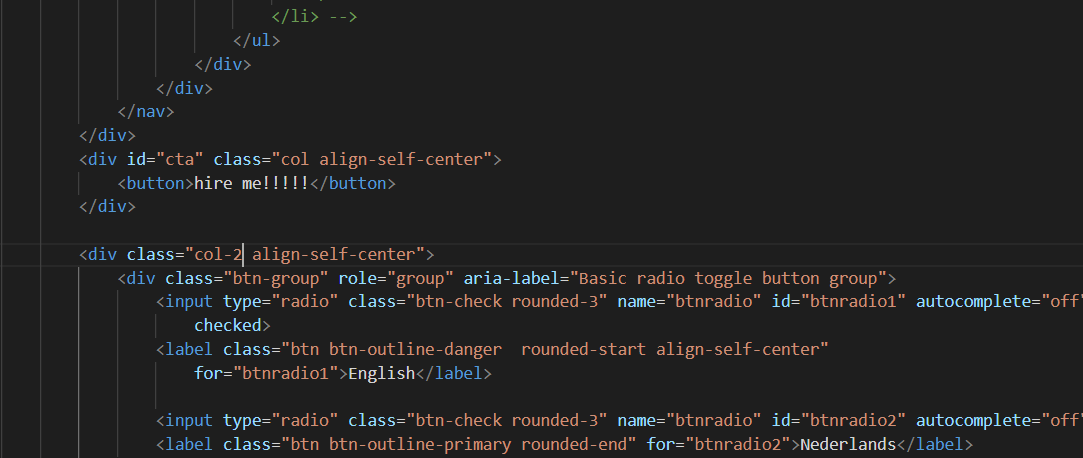 </li> -->
</ul>
</div>
</div>
</nav>
</div>
<div id="cta" class="col align-self-center">
<button>hire me!!!!!</button>
</div>
<div class="col-2 align-self-center">
<div class="btn-group" role="group" aria-label="Basic radio toggle button group">
<input type="radio" class="btn-check rounded-3" name="btnradio" id="btnradio1" autocomplete="off"
checked>
<label class="btn btn-outline-danger  rounded-start align-self-center"
for="btnradio1">English</label>
<input type="radio" class="btn-check rounded-3" name="btnradio" id="btnradio2" autocomplete="off"
<label class="btn btn-outline-primary rounded-end" for="btnradio2">Nederlands</label>